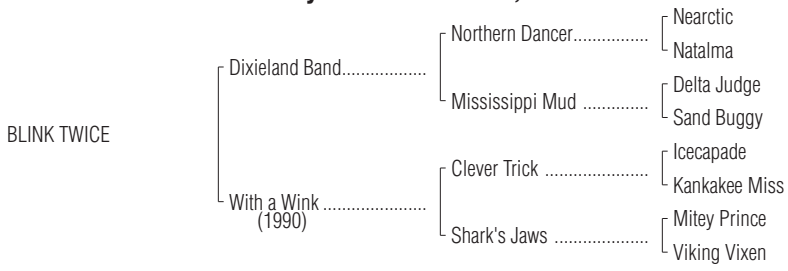 Nearctic
Northern Dancer................
Natalma
Dixieland Band...................
Delta Judge
Mississippi Mud ...............
Sand Buggy
BLINK TWICE
Icecapade
Clever Trick ........................
Kankakee Miss
With a Wink ........................
(1990)
Mitey Prince
Shark's Jaws ......................
Viking Vixen